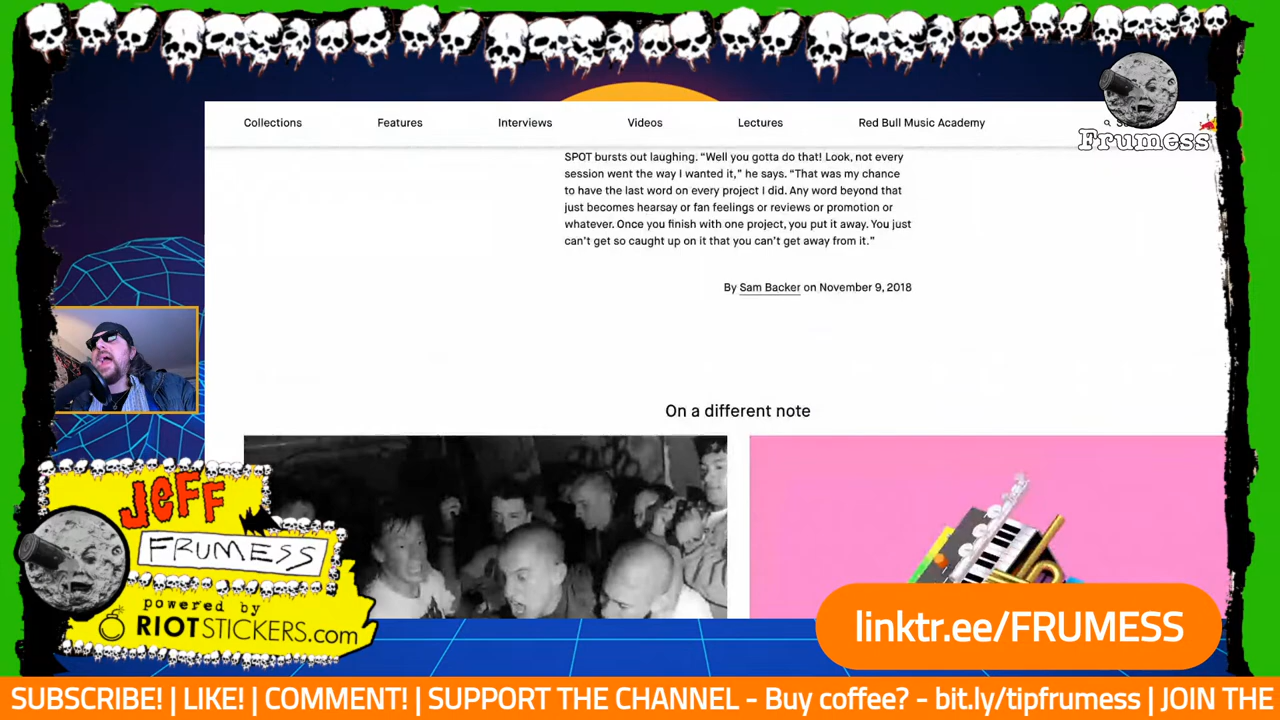 Collections Features Interviews Videos Lectures Red Bull Music Academy
Frumess
SPOT bursts out laughing. “Well you gotta do that! Look, not every
session went the way I wanted it,” he says. “That was my chance
to have the last word on every project I did. Any word beyond that
just becomes hearsay or fan feelings or reviews or promotion or
whatever. Once you finish with one project, you put it away. You just
can’t get so caught up on it that you can’t get away from it.”
By Sam Backer on November 9, 2018
On a different note
JEFF
FRUMESS
powered by
RIOTSTICKERS.com
linktr.ee/FRUMESS
SUBSCRIBE! | LIKE! | COMMENT! | SUPPORT THE CHANNEL - Buy coffee? - bit.ly/tipfrumess | JOIN THE